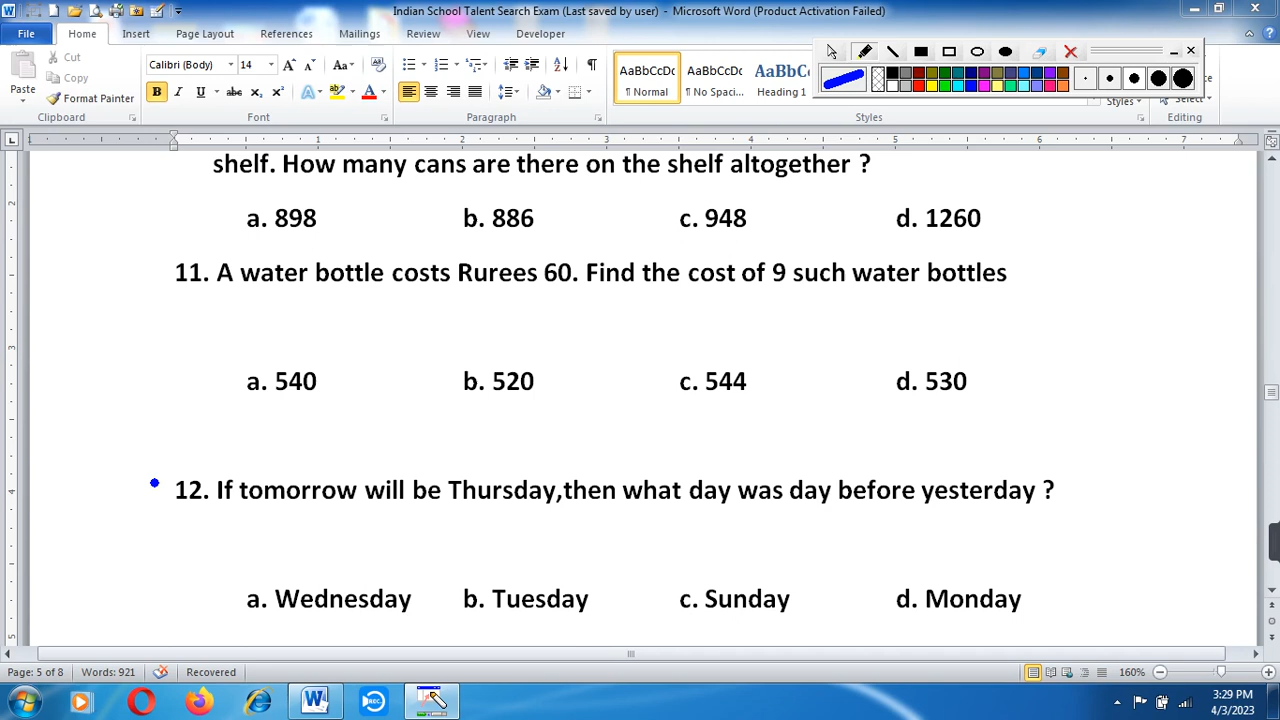 Indian School Talent Search Exam (Last saved by user) - Microsoft Word (Product Activation Failed)
File Home Insert Page Layout References Mailings Review View Developer
Cut
Copy
Format Painter
Paste
Clipboard
Calibri (Body) 14
Font
Paragraph
AaBbCcDc AaBbCcDc AaBbCc
¶ Normal ¶ No Spaci... Heading 1
Styles
Styles
Select
Editing
shelf. How many cans are there on the shelf altogether ?
a. 898 b. 886 c. 948 d. 1260
11. A water bottle costs Rurees 60. Find the cost of 9 such water bottles
a. 540 b. 520 c. 544 d. 530
12. If tomorrow will be Thursday,then what day was day before yesterday ?
a. Wednesday b. Tuesday c. Sunday d. Monday
Page: 5 of 8 Words: 921 Recovered 160%
REC
3:29 PM
4/3/2023